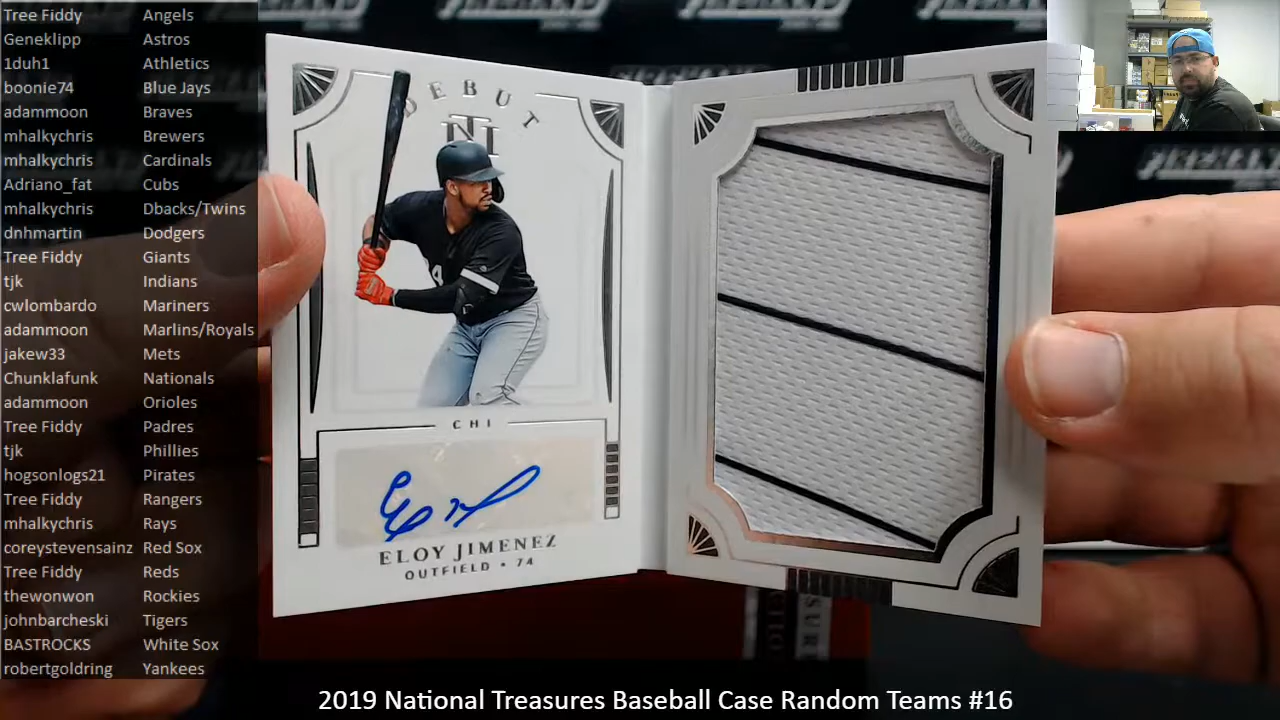 Tree Fiddy Angels
Geneklipp Astros
1duh1 Athletics
boonie74 Blue Jays
adammoon Braves
mhalkychris Brewers
mhalkychris Cardinals
Adriano_fat Cubs
mhalkychris Dbacks/Twins
dnhmartin Dodgers
Tree Fiddy Giants
tjk Indians
cwlombardo Mariners
adammoon Marlins/Royals
jakew33 Mets
Chunklafunk Nationals
adammoon Orioles
Tree Fiddy Padres
tjk Phillies
hogsonlogs21 Pirates
Tree Fiddy Rangers
mhalkychris Rays
coreystevensainz Red Sox
Tree Fiddy Reds
thewonwon Rockies
johnbarcheski Tigers
BASTROCKS White Sox
robertgoldring Yankees
DEBUT
NT
CHI
ELOY JIMENEZ
OUTFIELD • 74
2019 National Treasures Baseball Case Random Teams #16